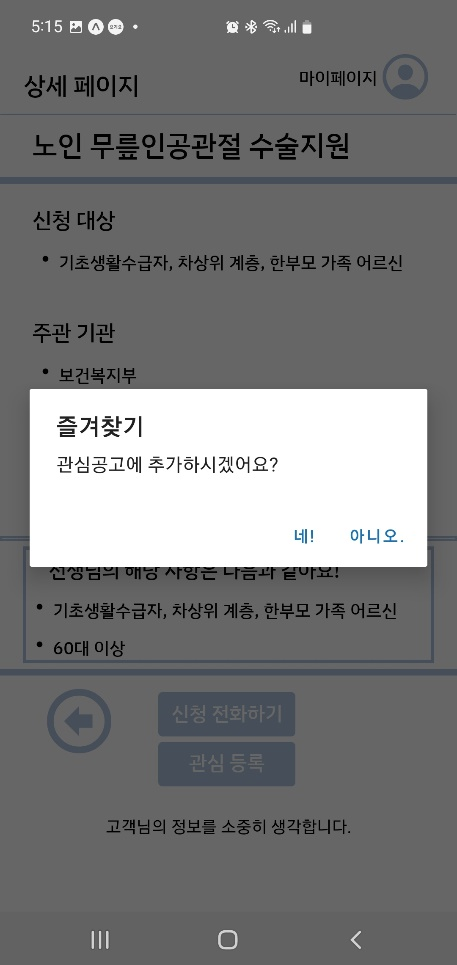 5:15
상세 페이지
마이페이지
노인 무릎인공관절 수술지원
신청 대상
• 기초생활수급자, 차상위 계층, 한부모 가족 어르신
주관 기관
• 보건복지부
즐겨찾기
관심공고에 추가하시겠어요?
네! 아니오.
선생님의 해당 사항은 다음과 같아요!
• 기초생활수급자, 차상위 계층, 한부모 가족 어르신
• 60대 이상
신청 전화하기
관심 등록
고객님의 정보를 소중히 생각합니다.